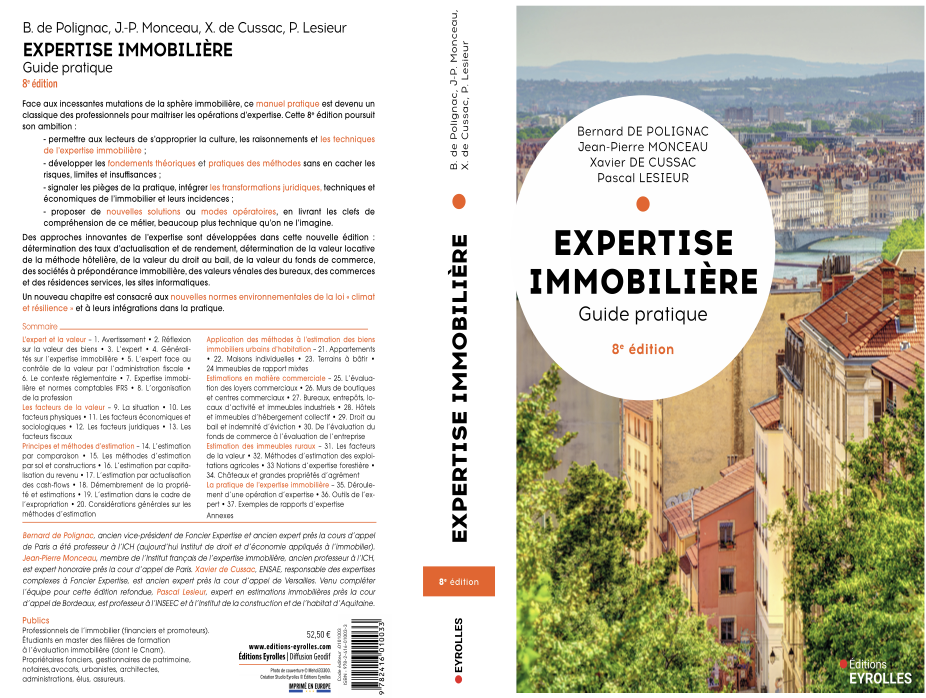 B. de Polignac, J.-P. Monceau, X. de Cussac, P. Lesieur
EXPERTISE IMMOBILIÈRE
Guide pratique
8e édition
Face aux incessantes mutations de la sphère immobilière, ce manuel pratique est devenu un
classique des professionnels pour maîtriser les opérations d'expertise. Cette 8e édition poursuit
son ambition :
- permettre aux lecteurs de s'approprier la culture, les raisonnements et les techniques
de l'expertise immobilière ;
- développer les fondements théoriques et pratiques des méthodes sans en cacher les
risques, limites et insuffisances ;
- signaler les pièges de la pratique, intégrer les transformations juridiques, techniques et
économiques de l'immobilier et leurs incidences ;
- proposer de nouvelles solutions ou modes opératoires, en livrant les clefs de
compréhension de ce métier, beaucoup plus technique qu'on ne l'imagine.
Des approches innovantes de l'expertise sont développées dans cette nouvelle édition :
détermination des taux d'actualisation et de rendement, détermination de la valeur locative
de la méthode hôtelière, de la valeur du droit au bail, de la valeur du fonds de commerce,
des sociétés à prépondérance immobilière, des valeurs vénales des bureaux, des commerces
et des résidences services, les sites informatiques.
Un nouveau chapitre est consacré aux nouvelles normes environnementales de la loi « climat
et résilience » et à leurs intégrations dans la pratique.
Sommaire
L'expert et la valeur – 1. Avertissement • 2. Réflexion
sur la valeur des biens • 3. L'expert • 4. Générali-
tés sur l'expertise immobilière • 5. L'expert face au
contrôle de la valeur par l'administration fiscale •
6. Le contexte réglementaire • 7. Expertise immobi-
lière et normes comptables IFRS • 8. L'organisation
de la profession
Les facteurs de la valeur – 9. La situation • 10. Les
facteurs physiques • 11. Les facteurs économiques et
sociologiques • 12. Les facteurs juridiques • 13. Les
facteurs fiscaux
Principes et méthodes d'estimation – 14. L'estimation
par comparaison • 15. Les méthodes d'estimation
par sol et constructions • 16. L'estimation par capita-
lisation du revenu • 17. L'estimation par actualisation
des cash-flows • 18. Démembrement de la proprié-
té et estimations • 19. L'estimation dans le cadre de
l'expropriation • 20. Considérations générales sur les
méthodes d'estimation
Application des méthodes à l'estimation des biens
immobiliers urbains d'habitation – 21. Appartements
• 22. Maisons individuelles • 23. Terrains à bâtir •
24 Immeubles de rapport mixtes
Estimations en matière commerciale – 25. L'évalua-
tion des loyers commerciaux • 26. Murs de boutiques
et centres commerciaux • 27. Bureaux, entrepôts, lo-
caux d'activité et immeubles industriels • 28. Hôtels
et immeubles d'hébergement collectif • 29. Droit au
bail et indemnité d'éviction • 30. De l'évaluation du
fonds de commerce à l'évaluation de l'entreprise
Estimation des immeubles ruraux – 31. Les facteurs
de la valeur • 32. Méthodes d'estimation des exploi-
tations agricoles • 33 Notions d'expertise forestière •
34. Châteaux et grandes propriétés d'agrément
La pratique de l'expertise immobilière – 35. Déroule-
ment d'une opération d'expertise • 36. Outils de l'ex-
pert • 37. Exemples de rapports d'expertise
Annexes
Bernard de Polignac, ancien vice-président de Foncier Expertise et ancien expert près la cours d'appel
de Paris a été professeur à l'ICH (aujourd'hui Institut de droit et d'économie appliqués à l'immobilier).
Jean-Pierre Monceau, membre de l'Institut français de l'expertise immobilière, ancien professeur à l'ICH,
est expert honoraire près la cour d'appel de Paris. Xavier de Cussac, ENSAE, responsable des expertises
complexes à Foncier Expertise, est ancien expert près la cour d'appel de Versailles. Venu compléter
l'équipe pour cette édition refondue, Pascal Lesieur, expert en estimations immobilières près la cour
d'appel de Bordeaux, est professeur à l'INSEEC et à l'Institut de la construction et de l'habitat d'Aquitaine.
Publics
Professionnels de l'immobilier (financiers et promoteurs).
Étudiants en master des filières de formation
à l'évaluation immobilière (dont le Cnam).
Propriétaires fonciers, gestionnaires de patrimoine,
notaires,avocats, urbanistes, architectes,
administrations, élus, assureurs.
52,50 €
www.editions-eyrolles.com
Éditions Eyrolles | Diffusion Geodif
Création Studio Eyrolles © Éditions Eyrolles
IMPRIMÉ EN EUROPE
9 782416 010033
B. de Polignac, J.-P. Monceau,
X. de Cussac, P. Lesieur
EXPERTISE IMMOBILIÈRE
8e édition
EYROLLES
Bernard DE POLIGNAC
Jean-Pierre MONCEAU
Xavier DE CUSSAC
Pascal LESIEUR
EXPERTISE
IMMOBILIÈRE
Guide pratique
8e édition
Éditions
EYROLLES